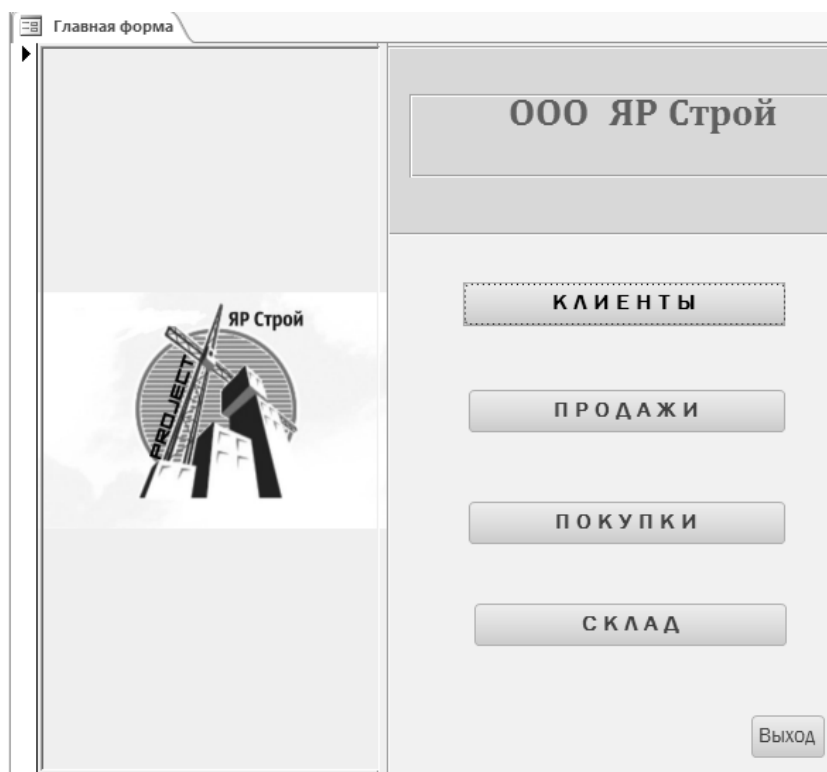 Главная форма
ООО ЯР Строй
ЯР Строй
PROJECT
КЛИЕНТЫ
ПРОДАЖИ
ПОКУПКИ
СКЛАД
Выход